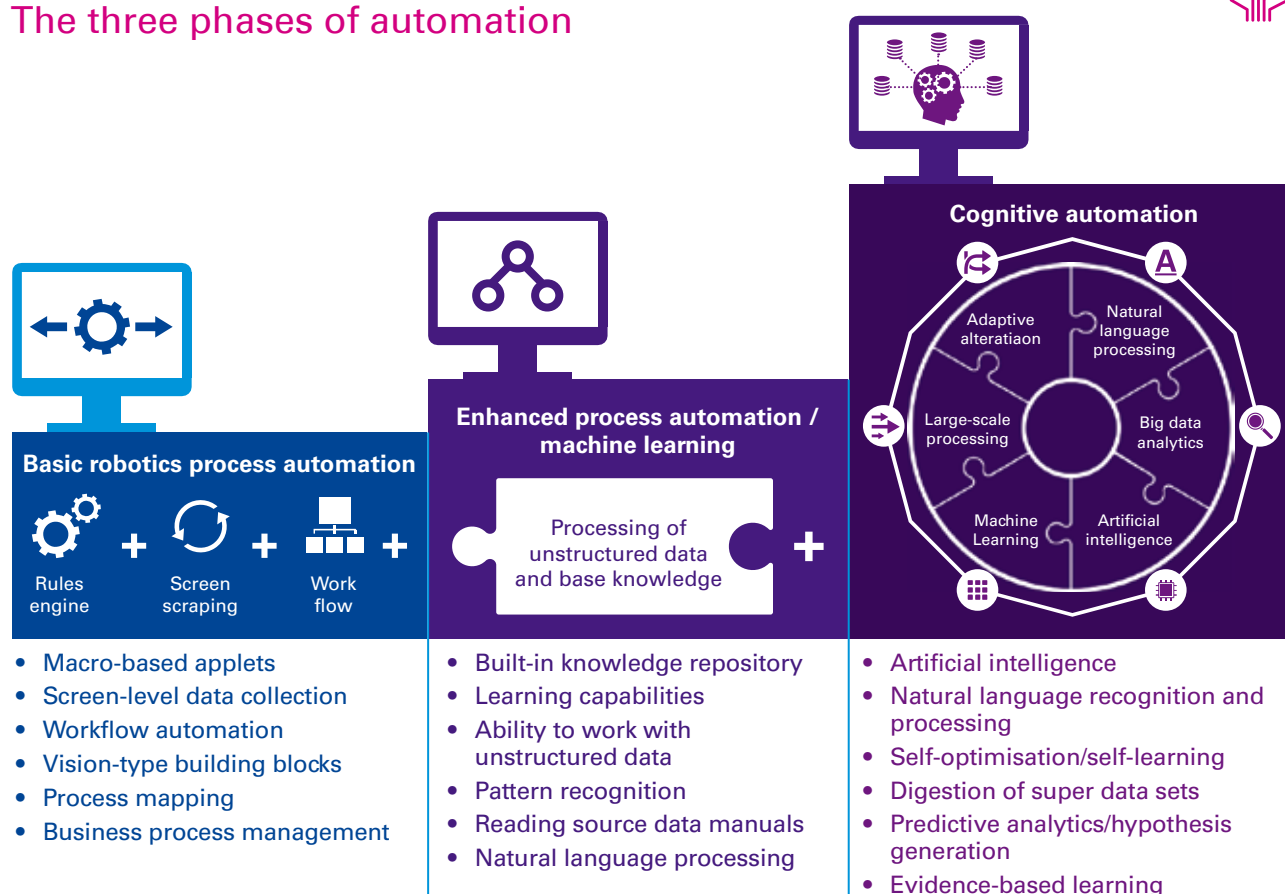 The three phases of automation
Basic robotics process automation
Rules
engine
+
Screen
scraping
+
Work
flow
+
• Macro-based applets
• Screen-level data collection
• Workflow automation
• Vision-type building blocks
• Process mapping
• Business process management
Enhanced process automation /
machine learning
Processing of
unstructured data
and base knowledge
+
• Built-in knowledge repository
• Learning capabilities
• Ability to work with
unstructured data
• Pattern recognition
• Reading source data manuals
• Natural language processing
Cognitive automation
A
Adaptive
alteratiaon
Natural
language
processing
Large-scale
processing
Big data
analytics
Machine
Learning
Artificial
intelligence
• Artificial intelligence
• Natural language recognition and
processing
• Self-optimisation/self-learning
• Digestion of super data sets
• Predictive analytics/hypothesis
generation
• Evidence-based learning